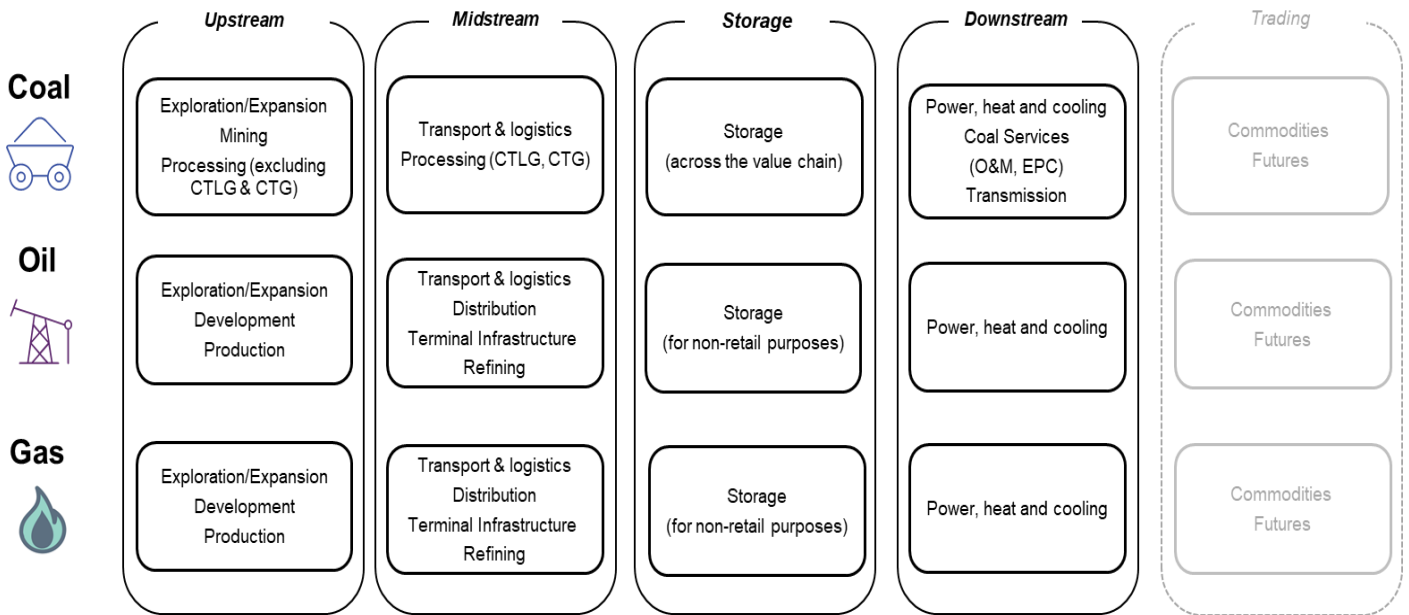 Upstream
Midstream
Storage
Downstream
Trading
Coal
Exploration/Expansion
Mining
Processing (excluding
CTLG & CTG)
Transport & logistics
Processing (CTLG, CTG)
Storage
(across the value chain)
Power, heat and cooling
Coal Services
(O&M, EPC)
Transmission
Commodities
Futures
Oil
Exploration/Expansion
Development
Production
Transport & logistics
Distribution
Terminal Infrastructure
Refining
Storage
(for non-retail purposes)
Power, heat and cooling
Commodities
Futures
Gas
Exploration/Expansion
Development
Production
Transport & logistics
Distribution
Terminal Infrastructure
Refining
Storage
(for non-retail purposes)
Power, heat and cooling
Commodities
Futures